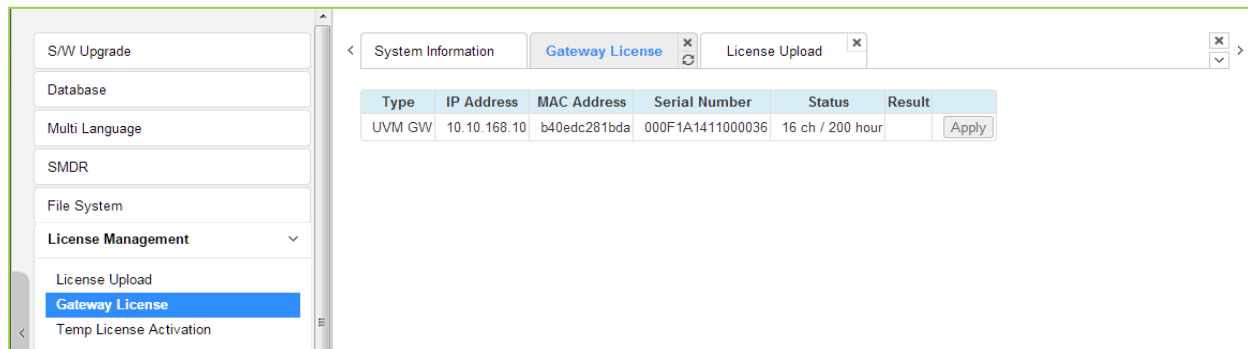 S/W Upgrade
Database
Multi Language
SMDR
File System
License Management
License Upload
Gateway License
Temp License Activation
System Information Gateway License License Upload
Type IP Address MAC Address Serial Number Status Result
UVM GW 10.10.168.10 b40edc281bda 000F1A1411000036 16 ch / 200 hour Apply